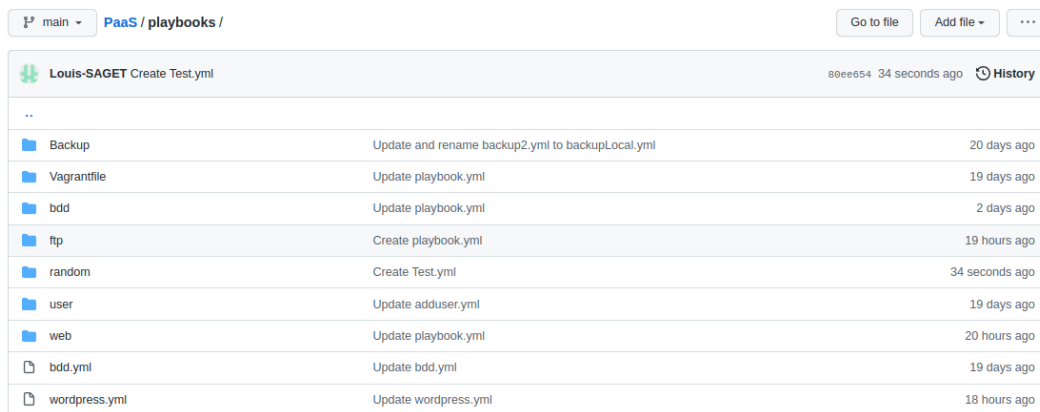 main PaaS / playbooks / Go to file Add file ...
Louis-SAGET Create Test.yml 80ee654 34 seconds ago History
..
Backup Update and rename backup2.yml to backupLocal.yml 20 days ago
Vagrantfile Update playbook.yml 19 days ago
bdd Update playbook.yml 2 days ago
ftp Create playbook.yml 19 hours ago
random Create Test.yml 34 seconds ago
user Update adduser.yml 19 days ago
web Update playbook.yml 20 hours ago
bdd.yml Update bdd.yml 19 days ago
wordpress.yml Update wordpress.yml 18 hours ago